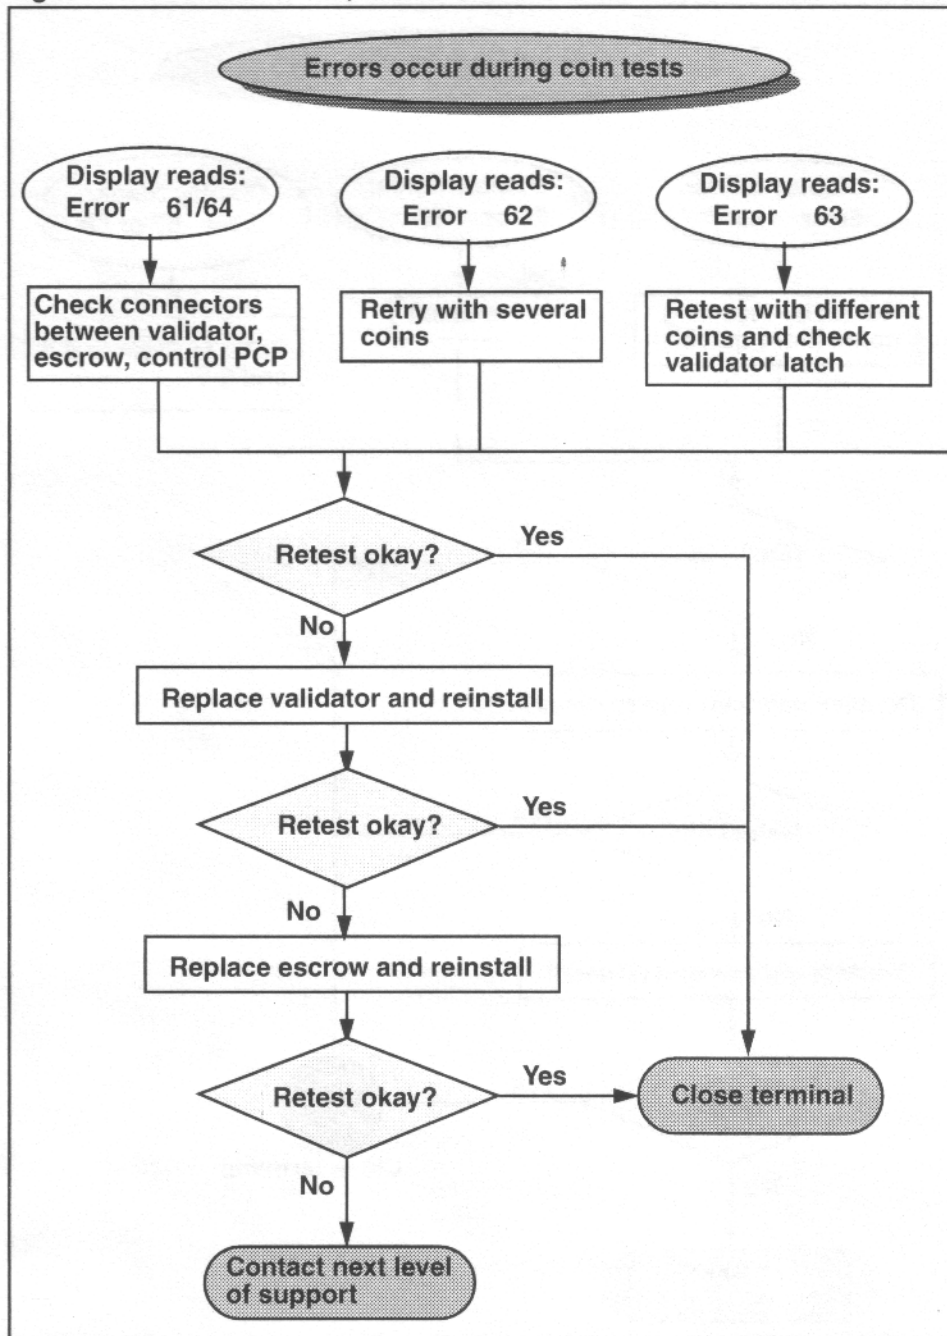 Errors occur during coin tests
Display reads:
Error 61/64
Display reads:
Error 62
Display reads:
Error 63
Check connectors
between validator,
escrow, control PCP
Retry with several
coins
Retest with different
coins and check
validator latch
Retest okay?
Yes
No
Replace validator and reinstall
Retest okay?
Yes
No
Replace escrow and reinstall
Retest okay?
Yes
Close terminal
No
Contact next level
of support